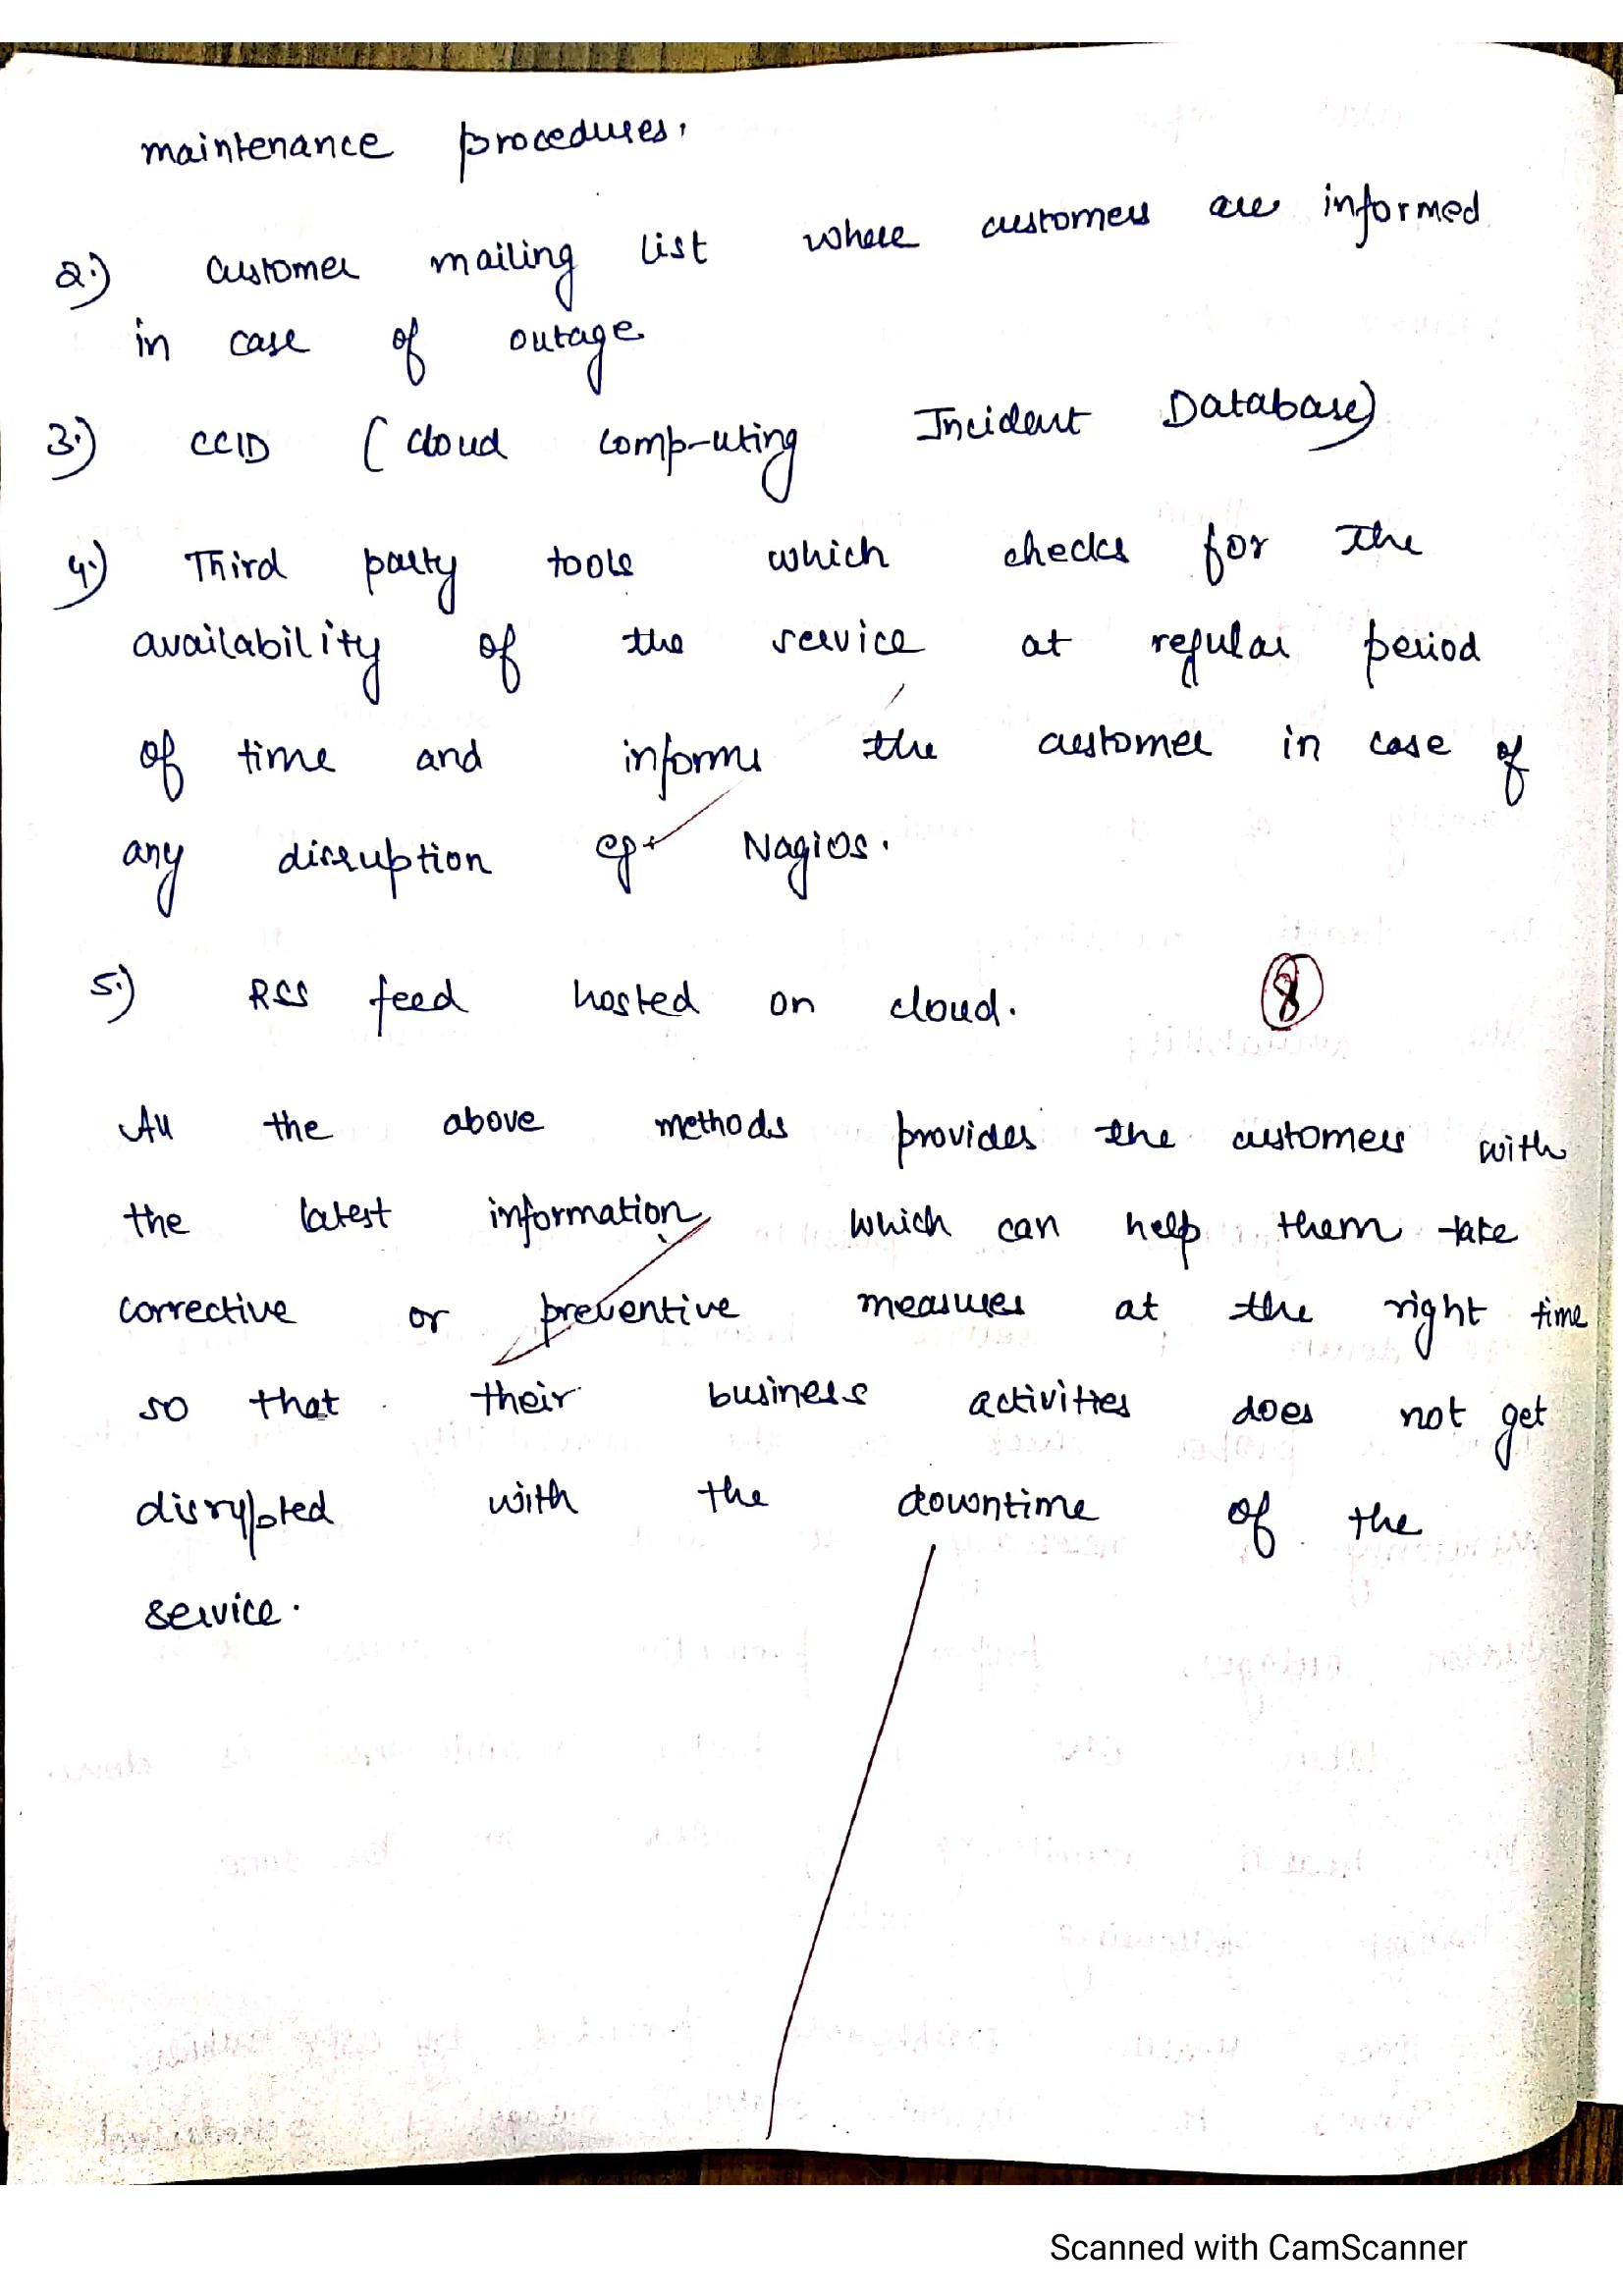 maintenance procedures.
2.) Customer mailing list where customers are informed
in case of outage
3.) CCID (cloud comp-uting Incident Database)
4.) Third party tools which checks for the
availability of the service at regular period
of time and informs the customer in case of
any disruption eg. Nagios.
5.) RSS feed hosted on cloud.
8
All the above methods provides the customers with
the latest information, which can help them take
corrective or preventive measures at the right time
so that their business activities does not get
disrupted with the downtime of the
service.
Scanned with CamScanner